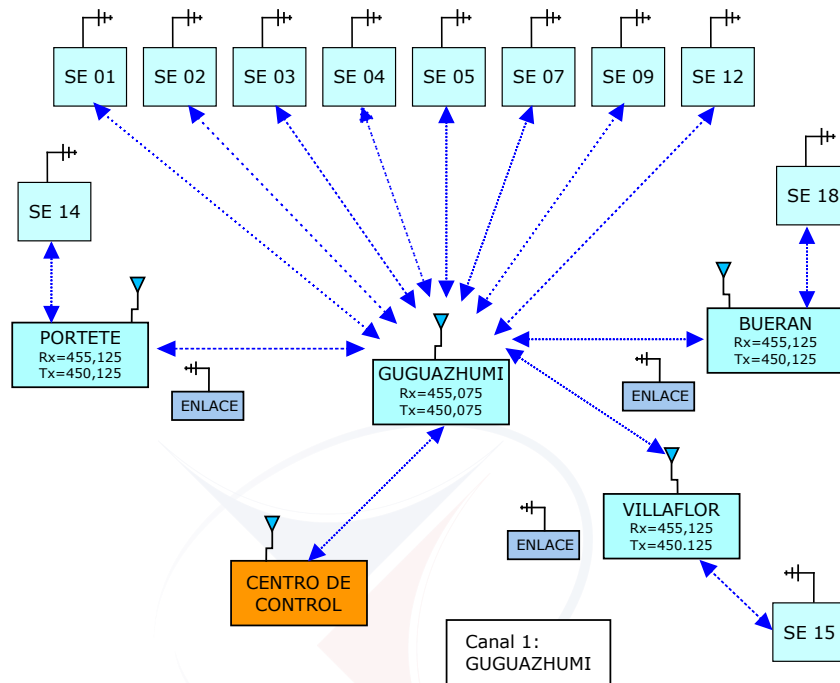 SE 01
SE 02
SE 03
SE 04
SE 05
SE 07
SE 09
SE 12
SE 14
SE 18
PORTETE
Rx=455,125
Tx=450,125
BUERAN
Rx=455,125
Tx=450,125
GUGUAZHUMI
Rx=455,075
Tx=450,075
ENLACE
ENLACE
VILLAFLOR
Rx=455,125
Tx=450.125
ENLACE
CENTRO DE
CONTROL
SE 15
Canal 1:
GUGUAZHUMI